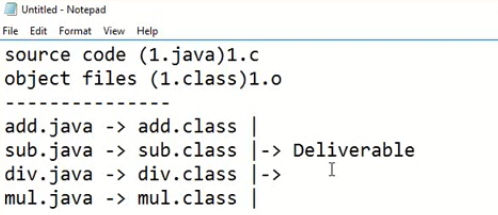 Untitled - Notepad
File Edit Format View Help
source code (1.java)1.c
object files (1.class)1.o
---------------
add.java -> add.class |
sub.java -> sub.class |-> Deliverable
div.java -> div.class |->
mul.java -> mul.class |